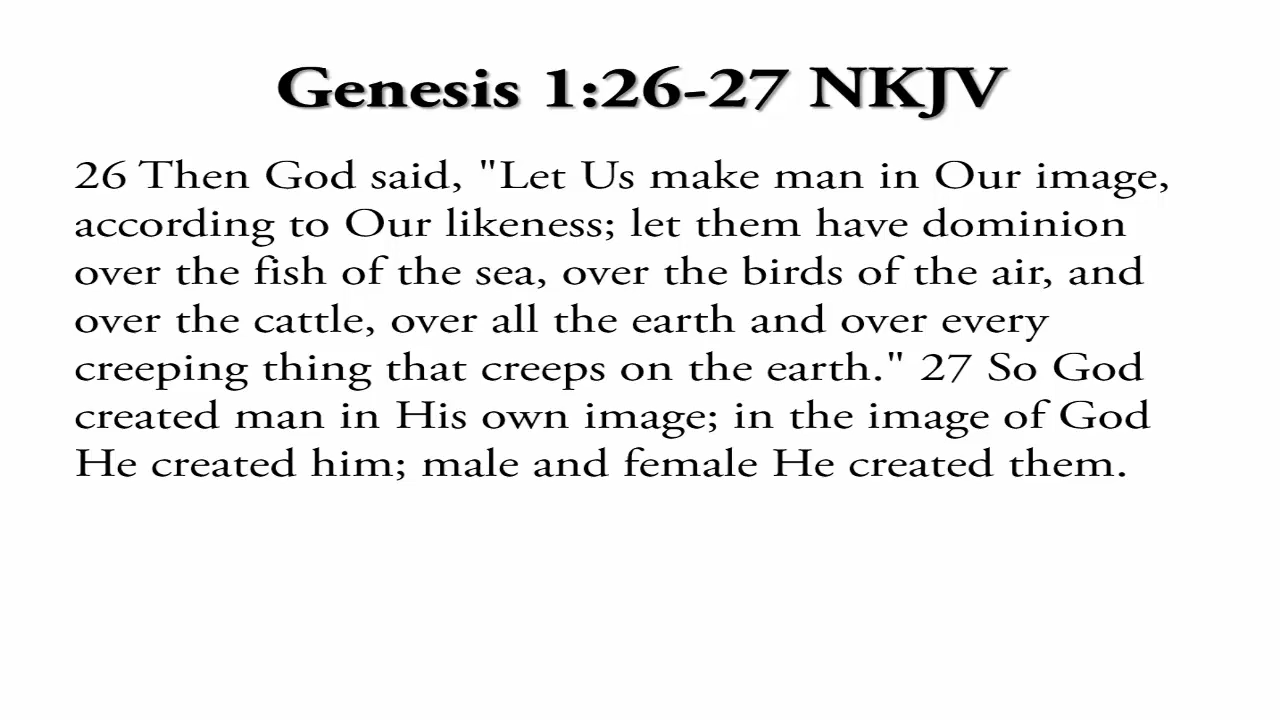 Genesis 1:26-27 NKJV
26 Then God said, "Let Us make man in Our image,
according to Our likeness; let them have dominion
over the fish of the sea, over the birds of the air, and
over the cattle, over all the earth and over every
creeping thing that creeps on the earth." 27 So God
created man in His own image; in the image of God
He created him; male and female He created them.